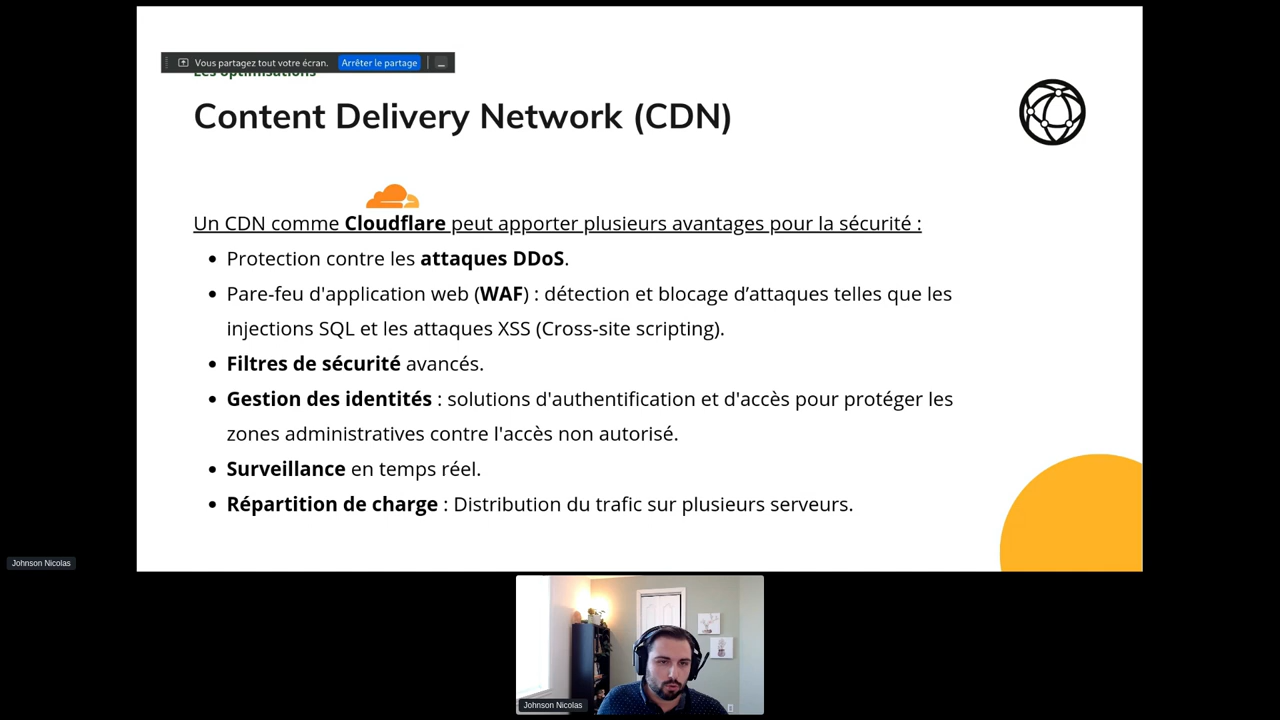 Vous partagez tout votre écran. Arrêter le partage
Les optimisations
Content Delivery Network (CDN)
Un CDN comme Cloudflare peut apporter plusieurs avantages pour la sécurité :
• Protection contre les attaques DDoS.
• Pare-feu d'application web (WAF) : détection et blocage d’attaques telles que les
injections SQL et les attaques XSS (Cross-site scripting).
• Filtres de sécurité avancés.
• Gestion des identités : solutions d'authentification et d'accès pour protéger les
zones administratives contre l'accès non autorisé.
• Surveillance en temps réel.
• Répartition de charge : Distribution du trafic sur plusieurs serveurs.
Johnson Nicolas
Johnson Nicolas